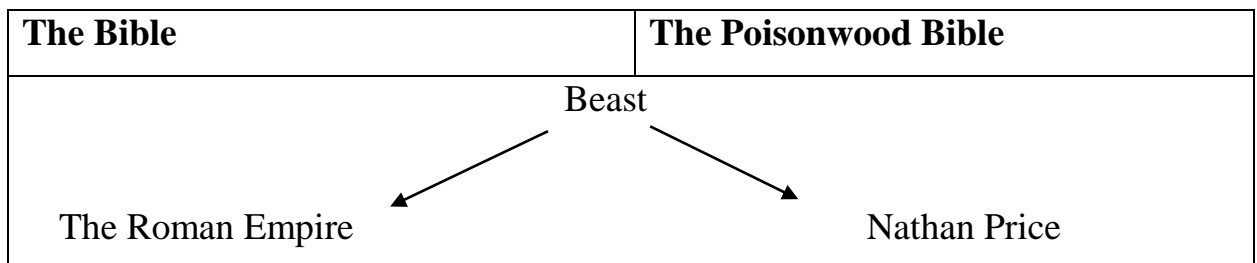 The Bible
The Poisonwood Bible
Beast
The Roman Empire
Nathan Price